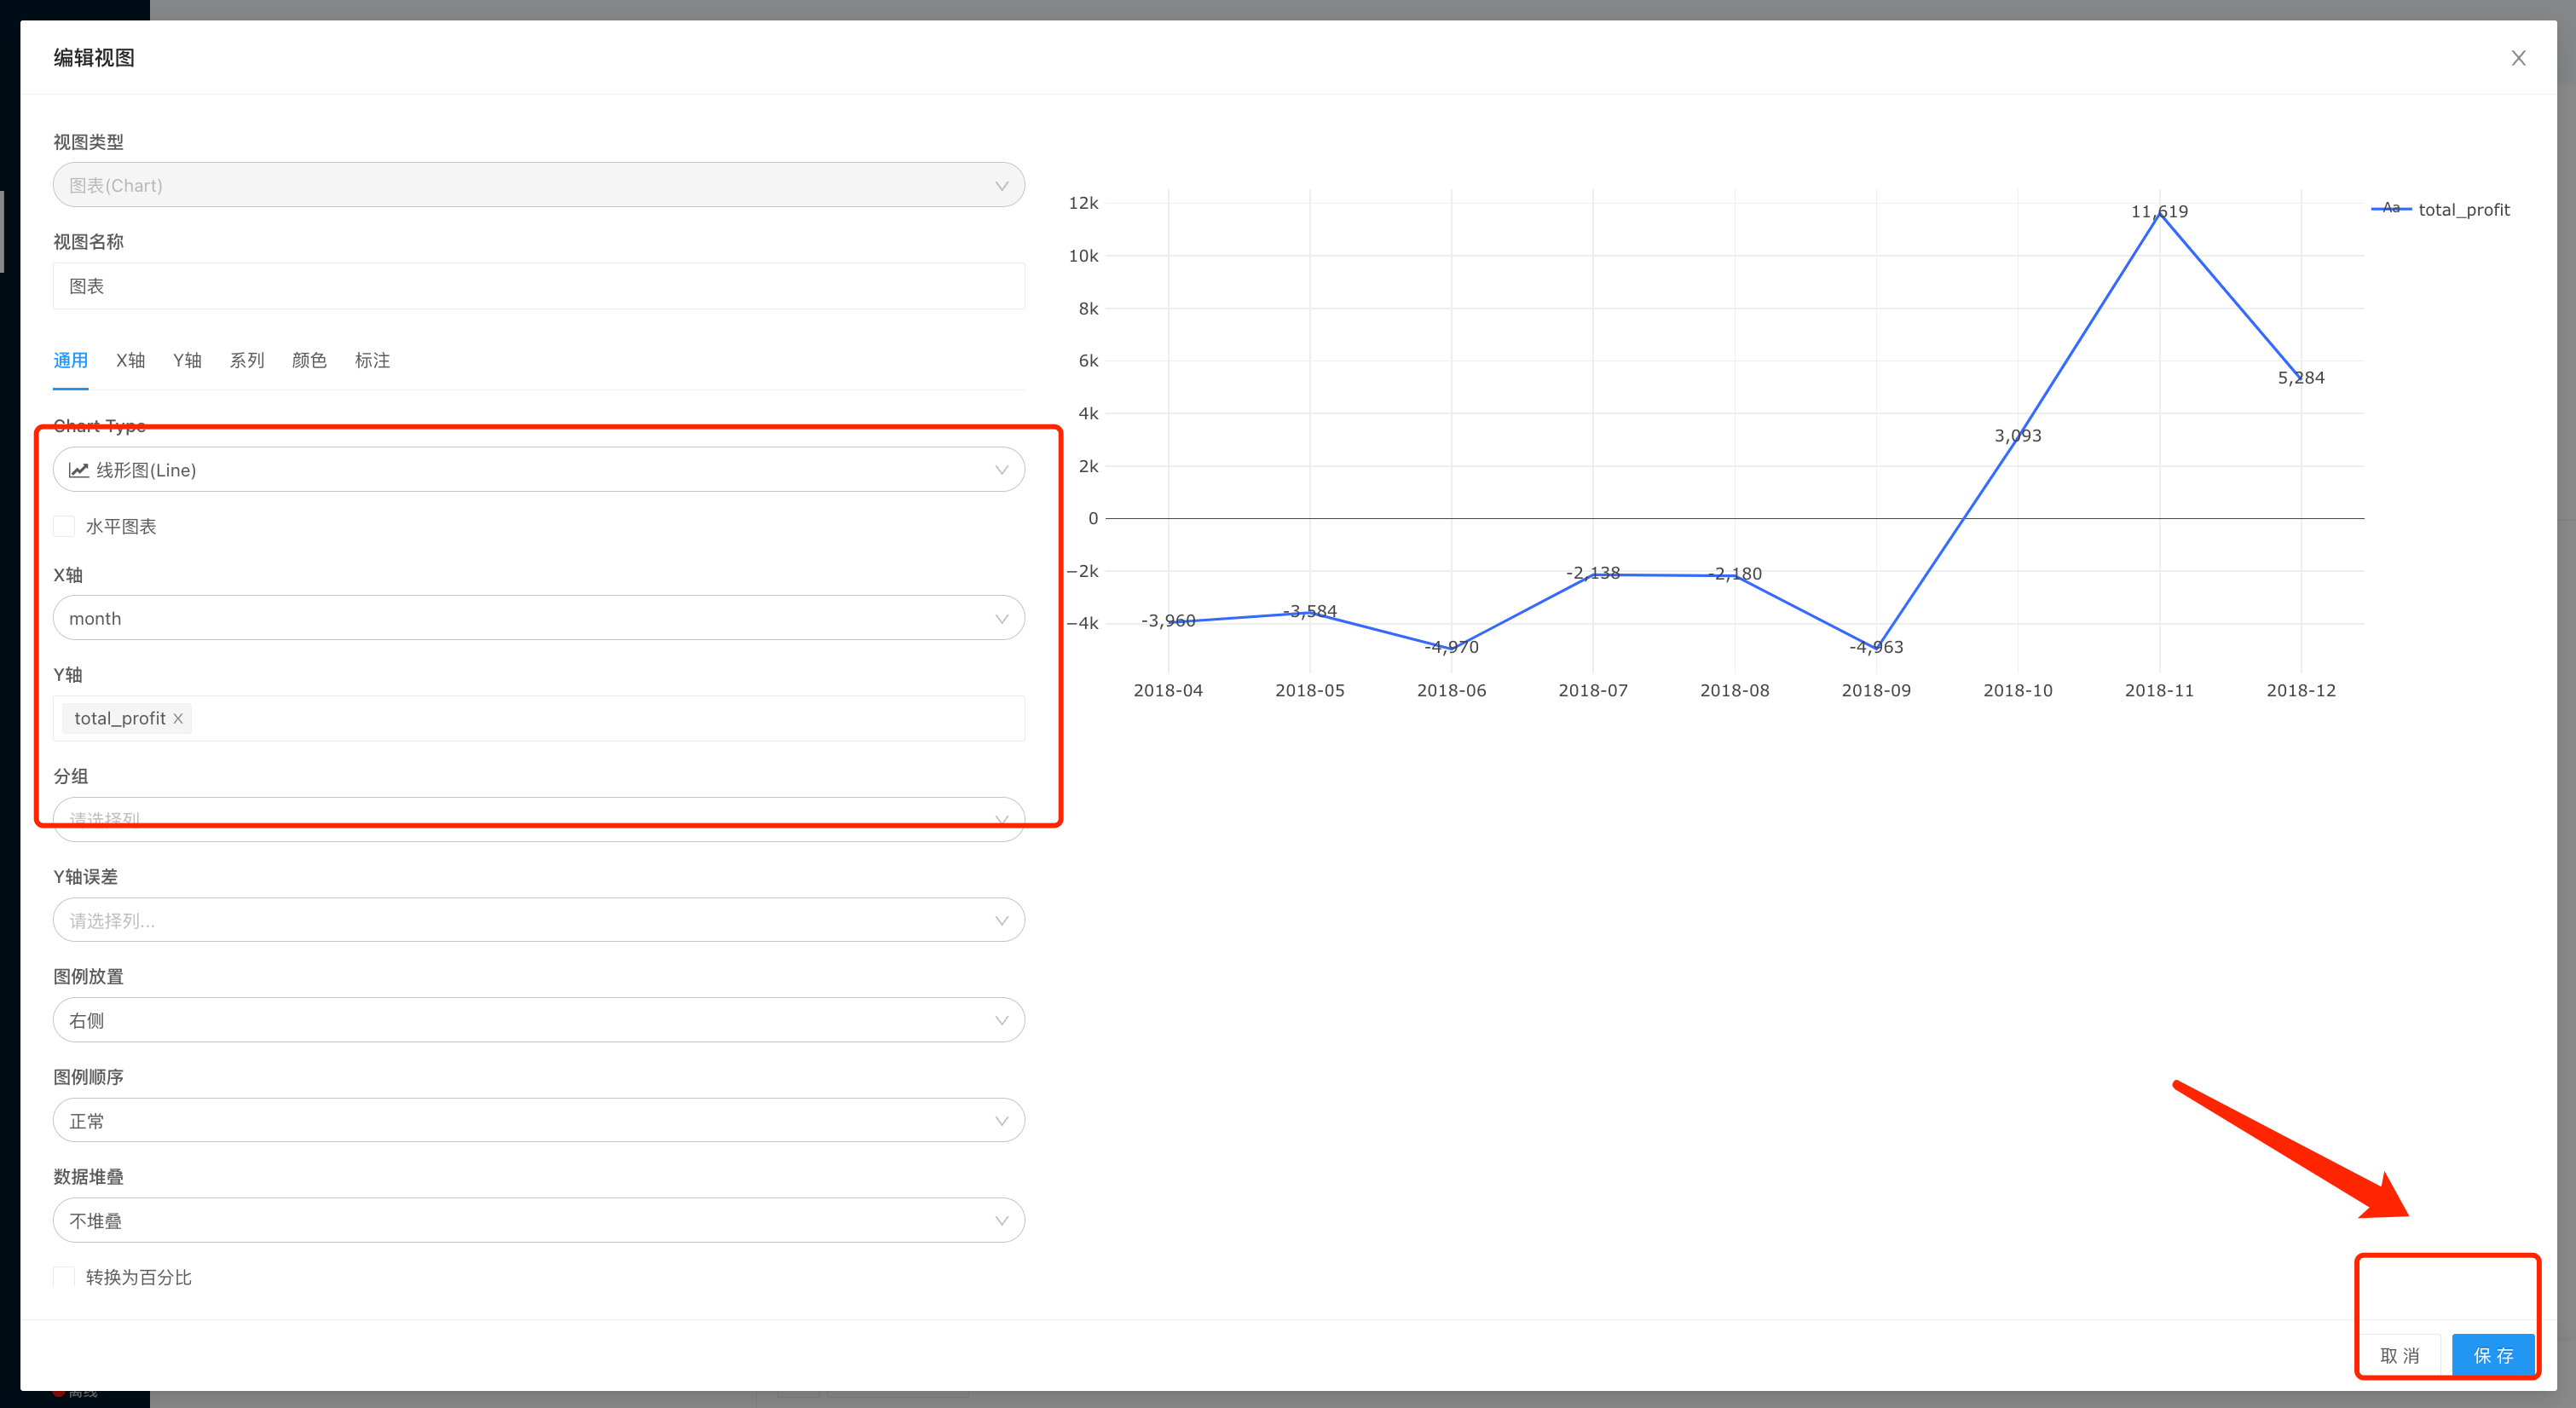 编辑视图
视图类型
图表(Chart)
视图名称
图表
通用 X轴 Y轴 系列 颜色 标注
Chart Type
线形图(Line)
水平图表
X轴
month
Y轴
total_profit
分组
请选择列
Y轴误差
请选择列...
图例放置
右侧
图例顺序
正常
数据堆叠
不堆叠
转换为百分比
12k
10k
8k
6k
4k
2k
0
−2k
−4k
-3,960
-3,584
-4,970
-2,138
-2,180
-4,963
3,093
11,619
5,284
2018-04 2018-05 2018-06 2018-07 2018-08 2018-09 2018-10 2018-11 2018-12
Aa total_profit
取 消 保 存
离线